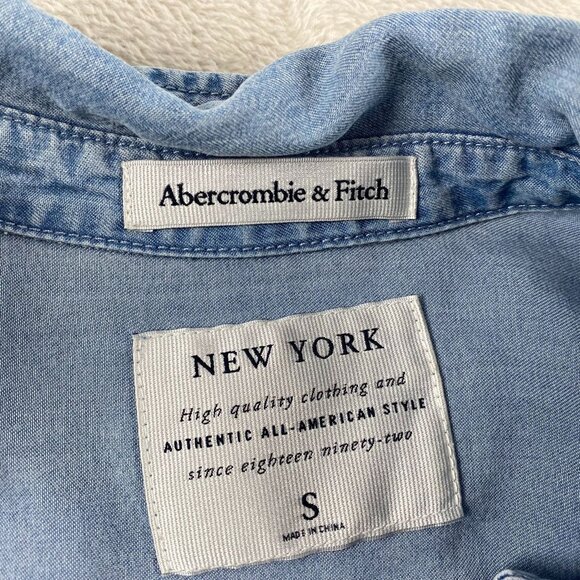 Abercrombie & Fitch
NEW YORK
High quality clothing and
AUTHENTIC ALL-AMERICAN STYLE
since eighteen ninety-two
S
MADE IN CHINA